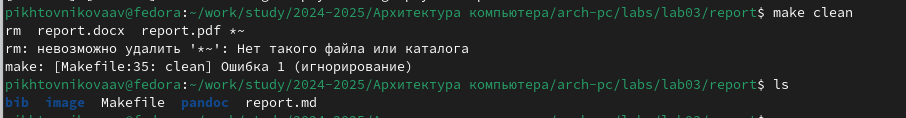 pikhtovnikovaav@fedora:~/work/study/2024-2025/Архитектура компьютера/arch-pc/labs/lab03/report$ make clean
rm  report.docx  report.pdf *~
rm: невозможно удалить '*~': Нет такого файла или каталога
make: [Makefile:35: clean] Ошибка 1 (игнорирование)
pikhtovnikovaav@fedora:~/work/study/2024-2025/Архитектура компьютера/arch-pc/labs/lab03/report$ ls
bib  image  Makefile  pandoc  report.md